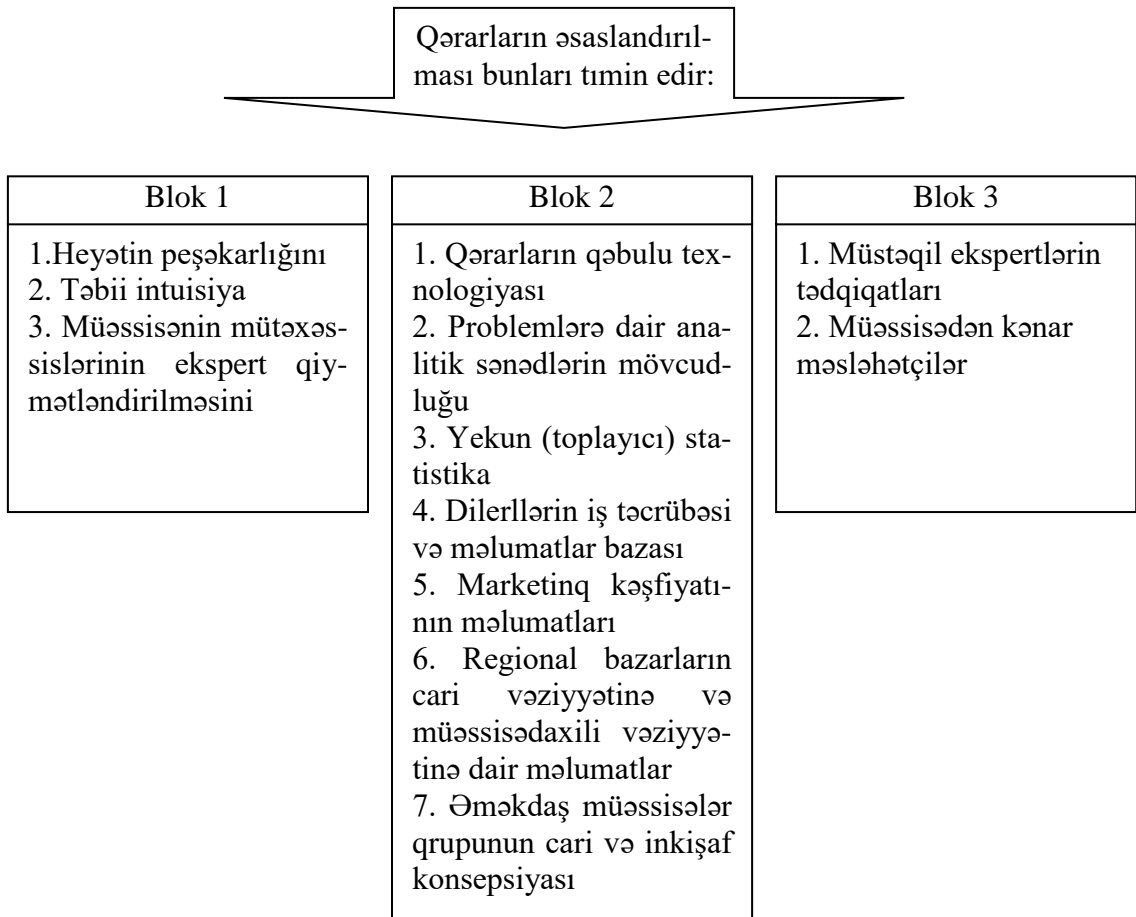 Qərarların əsaslandırıl-
ması bunları tımin edir:
Blok 1
1.Heyətin peşəkarlığını
2. Təbii intuisiya
3. Müəssisənin mütəxəs-
sislərinin ekspert qiy-
mətləndirilməsini
Blok 2
1. Qərarların qəbulu tex-
nologiyası
2. Problemlərə dair ana-
litik sənədlərin mövcud-
luğu
3. Yekun (toplayıcı) sta-
tistika
4. Dilerllərin iş təcrübəsi
və məlumatlar bazası
5. Marketinq kəşfiyatı-
nın məlumatları
6. Regional bazarların
cari vəziyyətinə və
müəssisədaxili vəziyyə-
tinə dair məlumatlar
7. Əməkdaş müəssisələr
qrupunun cari və inkişaf
konsepsiyası
Blok 3
1. Müstəqil ekspertlərin
tədqiqatları
2. Müəssisədən kənar
məsləhətçilər